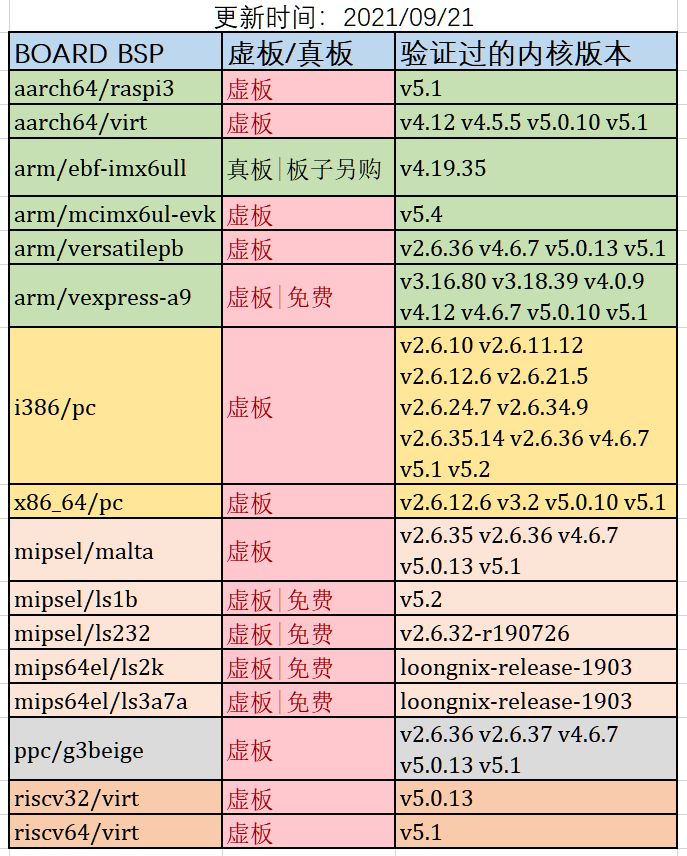 更新时间：2021/09/21
BOARD BSP 虚板/真板 验证过的内核版本
aarch64/raspi3 虚板 v5.1
aarch64/virt 虚板 v4.12 v4.5.5 v5.0.10 v5.1
arm/ebf-imx6ull 真板|板子另购 v4.19.35
arm/mcimx6ul-evk 虚板 v5.4
arm/versatilepb 虚板 v2.6.36 v4.6.7 v5.0.13 v5.1
arm/vexpress-a9 虚板|免费 v3.16.80 v3.18.39 v4.0.9
v4.12 v4.6.7 v5.0.10 v5.1
i386/pc 虚板 v2.6.10 v2.6.11.12
v2.6.12.6 v2.6.21.5
v2.6.24.7 v2.6.34.9
v2.6.35.14 v2.6.36 v4.6.7
v5.1 v5.2
x86_64/pc 虚板 v2.6.12.6 v3.2 v5.0.10 v5.1
mipsel/malta 虚板 v2.6.35 v2.6.36 v4.6.7
v5.0.13 v5.1
mipsel/ls1b 虚板|免费 v5.2
mipsel/ls232 虚板|免费 v2.6.32-r190726
mips64el/ls2k 虚板|免费 loongnix-release-1903
mips64el/ls3a7a 虚板|免费 loongnix-release-1903
ppc/g3beige 虚板 v2.6.36 v2.6.37 v4.6.7
v5.0.13 v5.1
riscv32/virt 虚板 v5.0.13
riscv64/virt 虚板 v5.1